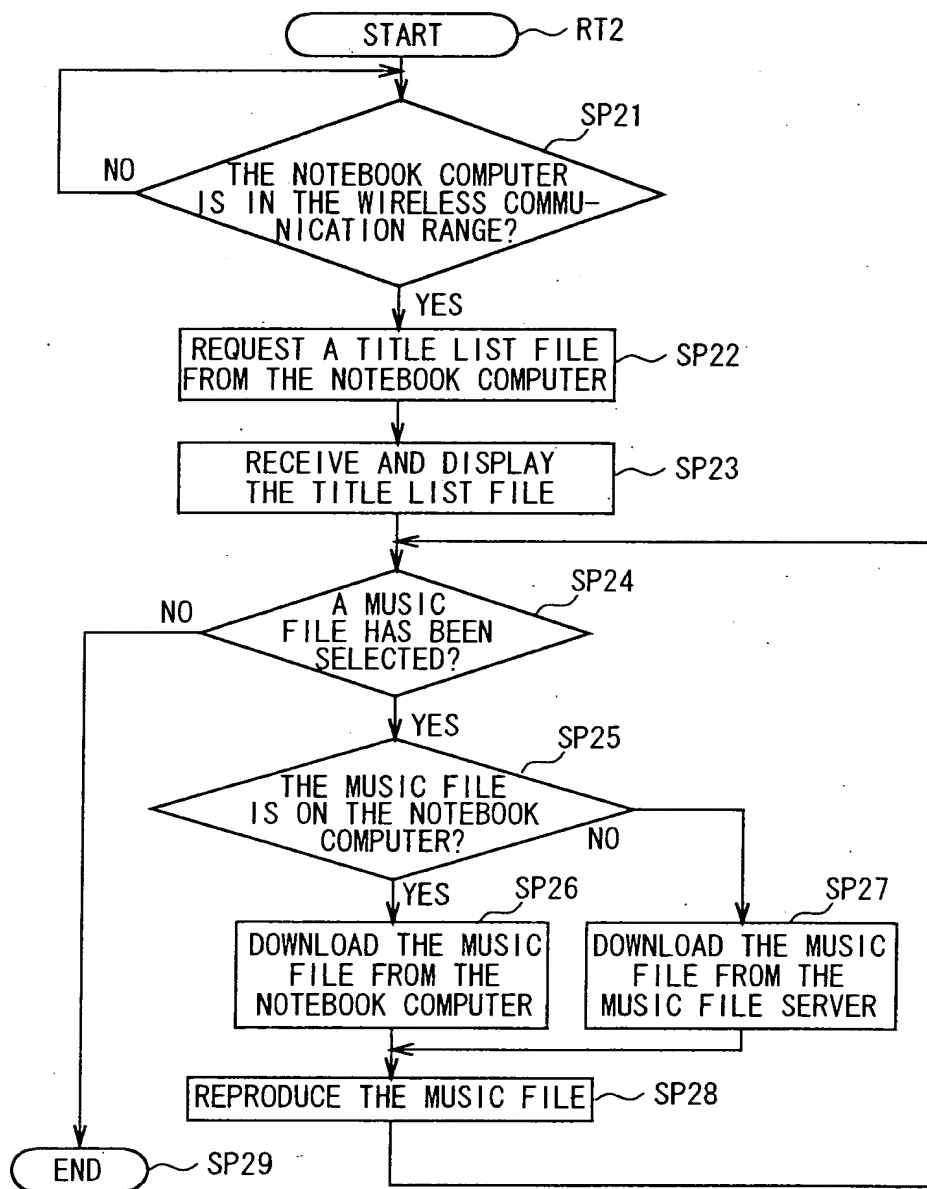 START
RT2
SP21
NO
THE NOTEBOOK COMPUTER
IS IN THE WIRELESS COMMU-
NICATION RANGE?
YES
REQUEST A TITLE LIST FILE
FROM THE NOTEBOOK COMPUTER
SP22
RECEIVE AND DISPLAY
THE TITLE LIST FILE
SP23
SP24
NO
A MUSIC
FILE HAS BEEN
SELECTED?
YES
SP25
THE MUSIC FILE
IS ON THE NOTEBOOK
COMPUTER?
NO
YES
SP26
SP27
DOWNLOAD THE MUSIC
FILE FROM THE
NOTEBOOK COMPUTER
DOWNLOAD THE MUSIC
FILE FROM THE
MUSIC FILE SERVER
REPRODUCE THE MUSIC FILE
SP28
END
SP29